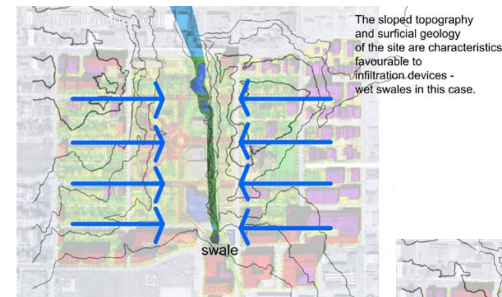 The sloped topography
and surficial geology
of the site are characteristics
favourable to
infiltration devices -
wet swales in this case.
swale